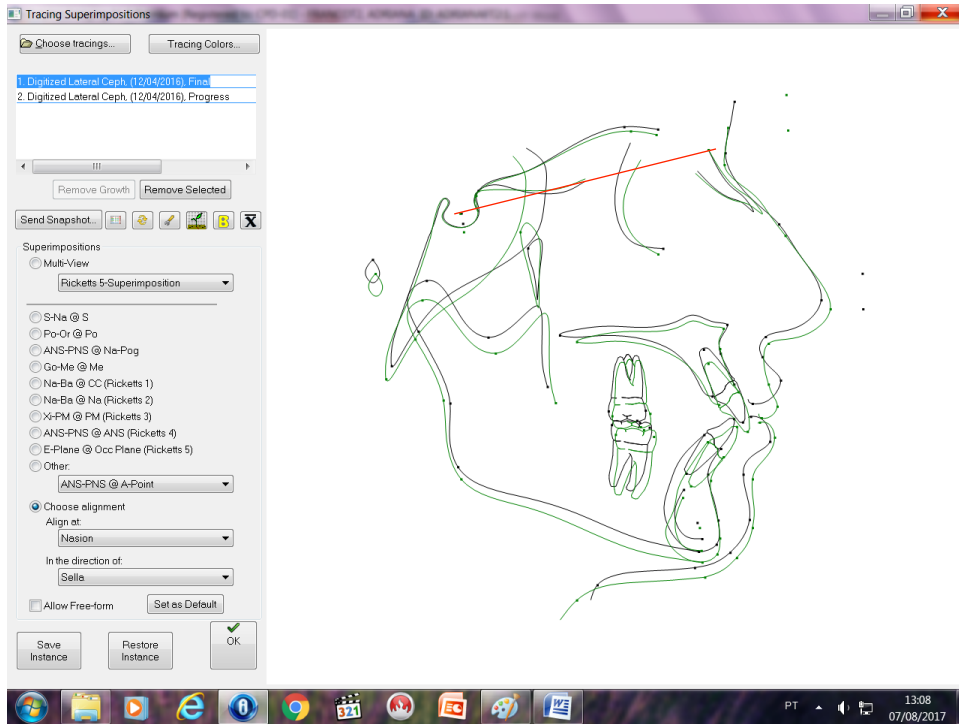 Tracing Superimpositions
Choose tracings...
Tracing Colors...
1. Digitized Lateral Ceph, (12/04/2016), Final
2. Digitized Lateral Ceph, (12/04/2016), Progress
Remove Growth
Remove Selected
Send Snapshot...
B
X
Superimpositions
Multi-View
Ricketts 5-Superimposition
S-Na @ S
Po-Or @ Po
ANS-PNS @ Na-Pog
Go-Me @ Me
Na-Ba @ CC (Ricketts 1)
Na-Ba @ Na (Ricketts 2)
Xi-PM @ PM (Ricketts 3)
ANS-PNS @ ANS (Ricketts 4)
E-Plane @ Occ Plane (Ricketts 5)
Other:
ANS-PNS @ A-Point
Choose alignment
Align at:
Nasion
In the direction of:
Sella
Allow Free-form
Set as Default
Save Instance
Restore Instance
OK
321
PT
13:08
07/08/2017